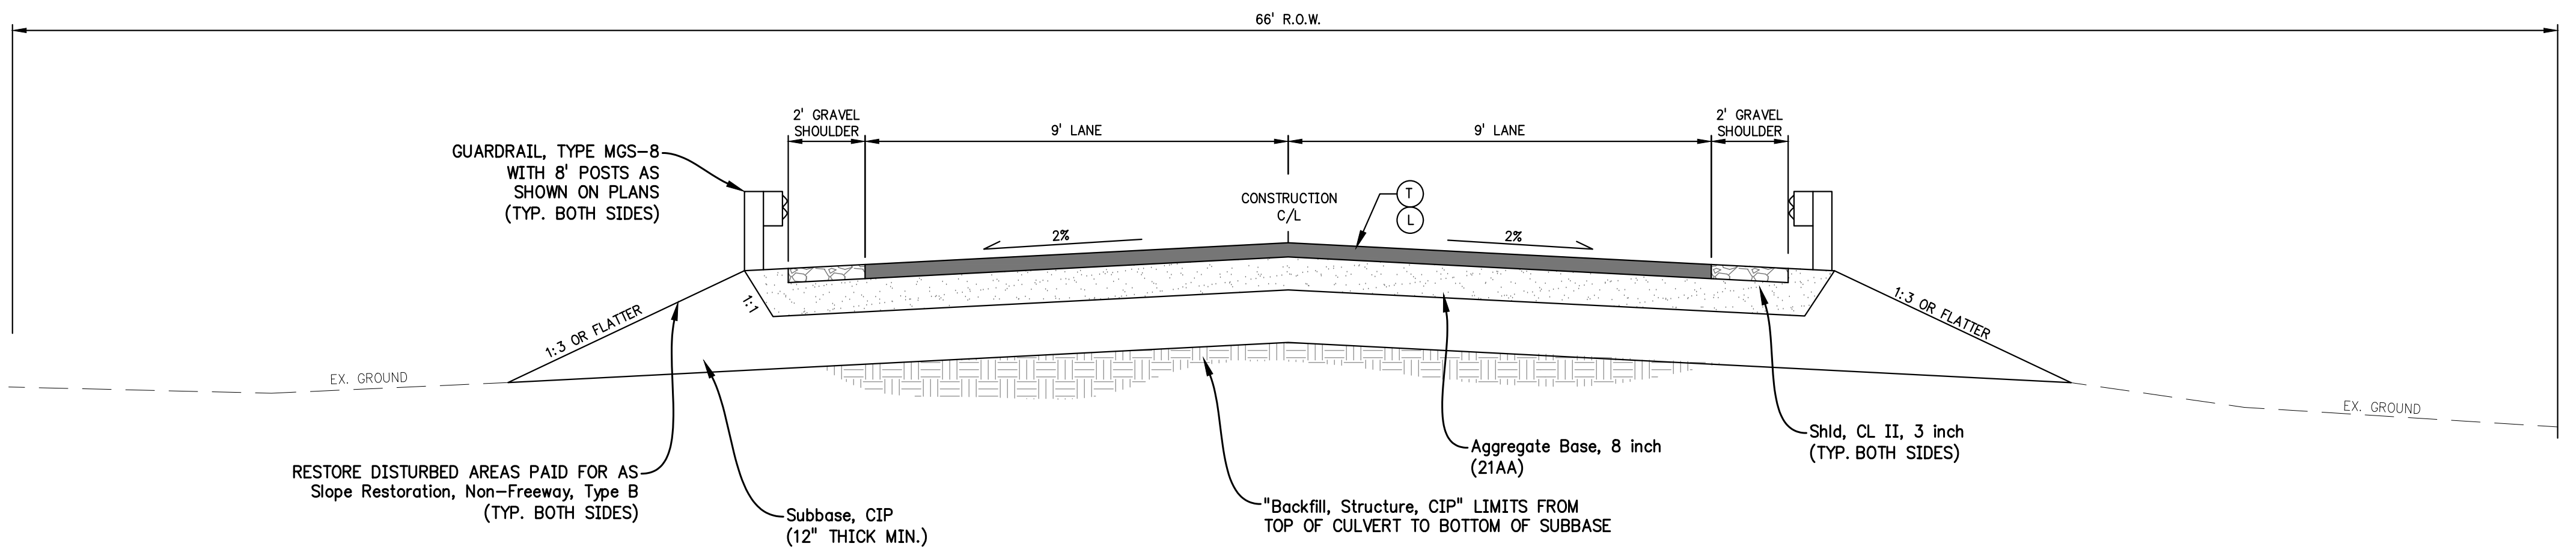 66' R.O.W.
2' GRAVEL
SHOULDER
9' LANE
9' LANE
2' GRAVEL
SHOULDER
GUARDRAIL, TYPE MGS-8
WITH 8' POSTS AS
SHOWN ON PLANS
(TYP. BOTH SIDES)
CONSTRUCTION
C/L
T
L
2%
2%
1:1
1:3 OR FLATTER
1:3 OR FLATTER
EX. GROUND
EX. GROUND
RESTORE DISTURBED AREAS PAID FOR AS
Slope Restoration, Non-Freeway, Type B
(TYP. BOTH SIDES)
Subbase, CIP
(12" THICK MIN.)
"Backfill, Structure, CIP" LIMITS FROM
TOP OF CULVERT TO BOTTOM OF SUBBASE
Aggregate Base, 8 inch
(21AA)
Shld, CL II, 3 inch
(TYP. BOTH SIDES)